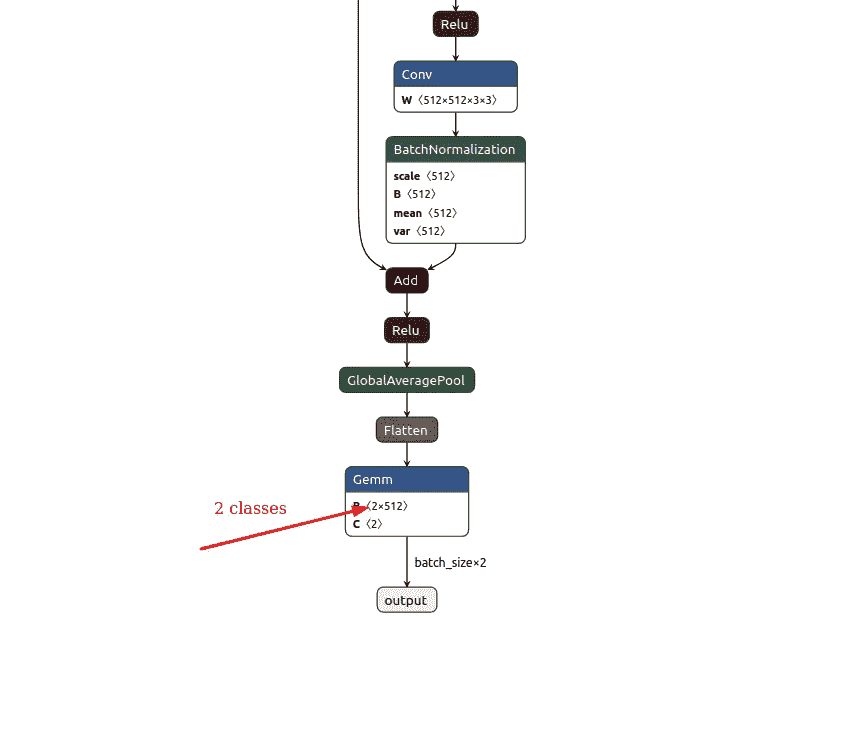 Relu
Conv
W 〈512×512×3×3〉
BatchNormalization
scale 〈512〉
B 〈512〉
mean 〈512〉
var 〈512〉
Add
Relu
GlobalAveragePool
Flatten
Gemm
2 classes
B 〈2×512〉
C 〈2〉
batch_size×2
output